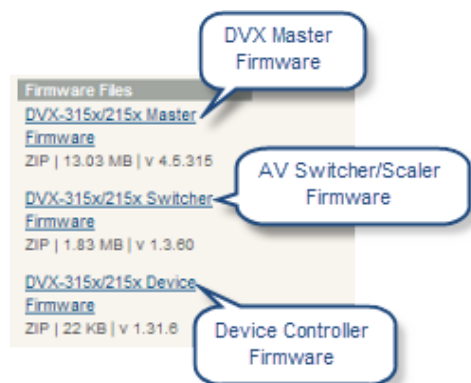 DVX Master
Firmware
Firmware Files
DVX-315x/215x Master
Firmware
ZIP | 13.03 MB | v 4.5.315
AV Switcher/Scaler
Firmware
DVX-315x/215x Switcher
Firmware
ZIP | 1.83 MB | v 1.3.60
DVX-315x/215x Device
Firmware
ZIP | 22 KB | v 1.31.6
Device Controller
Firmware